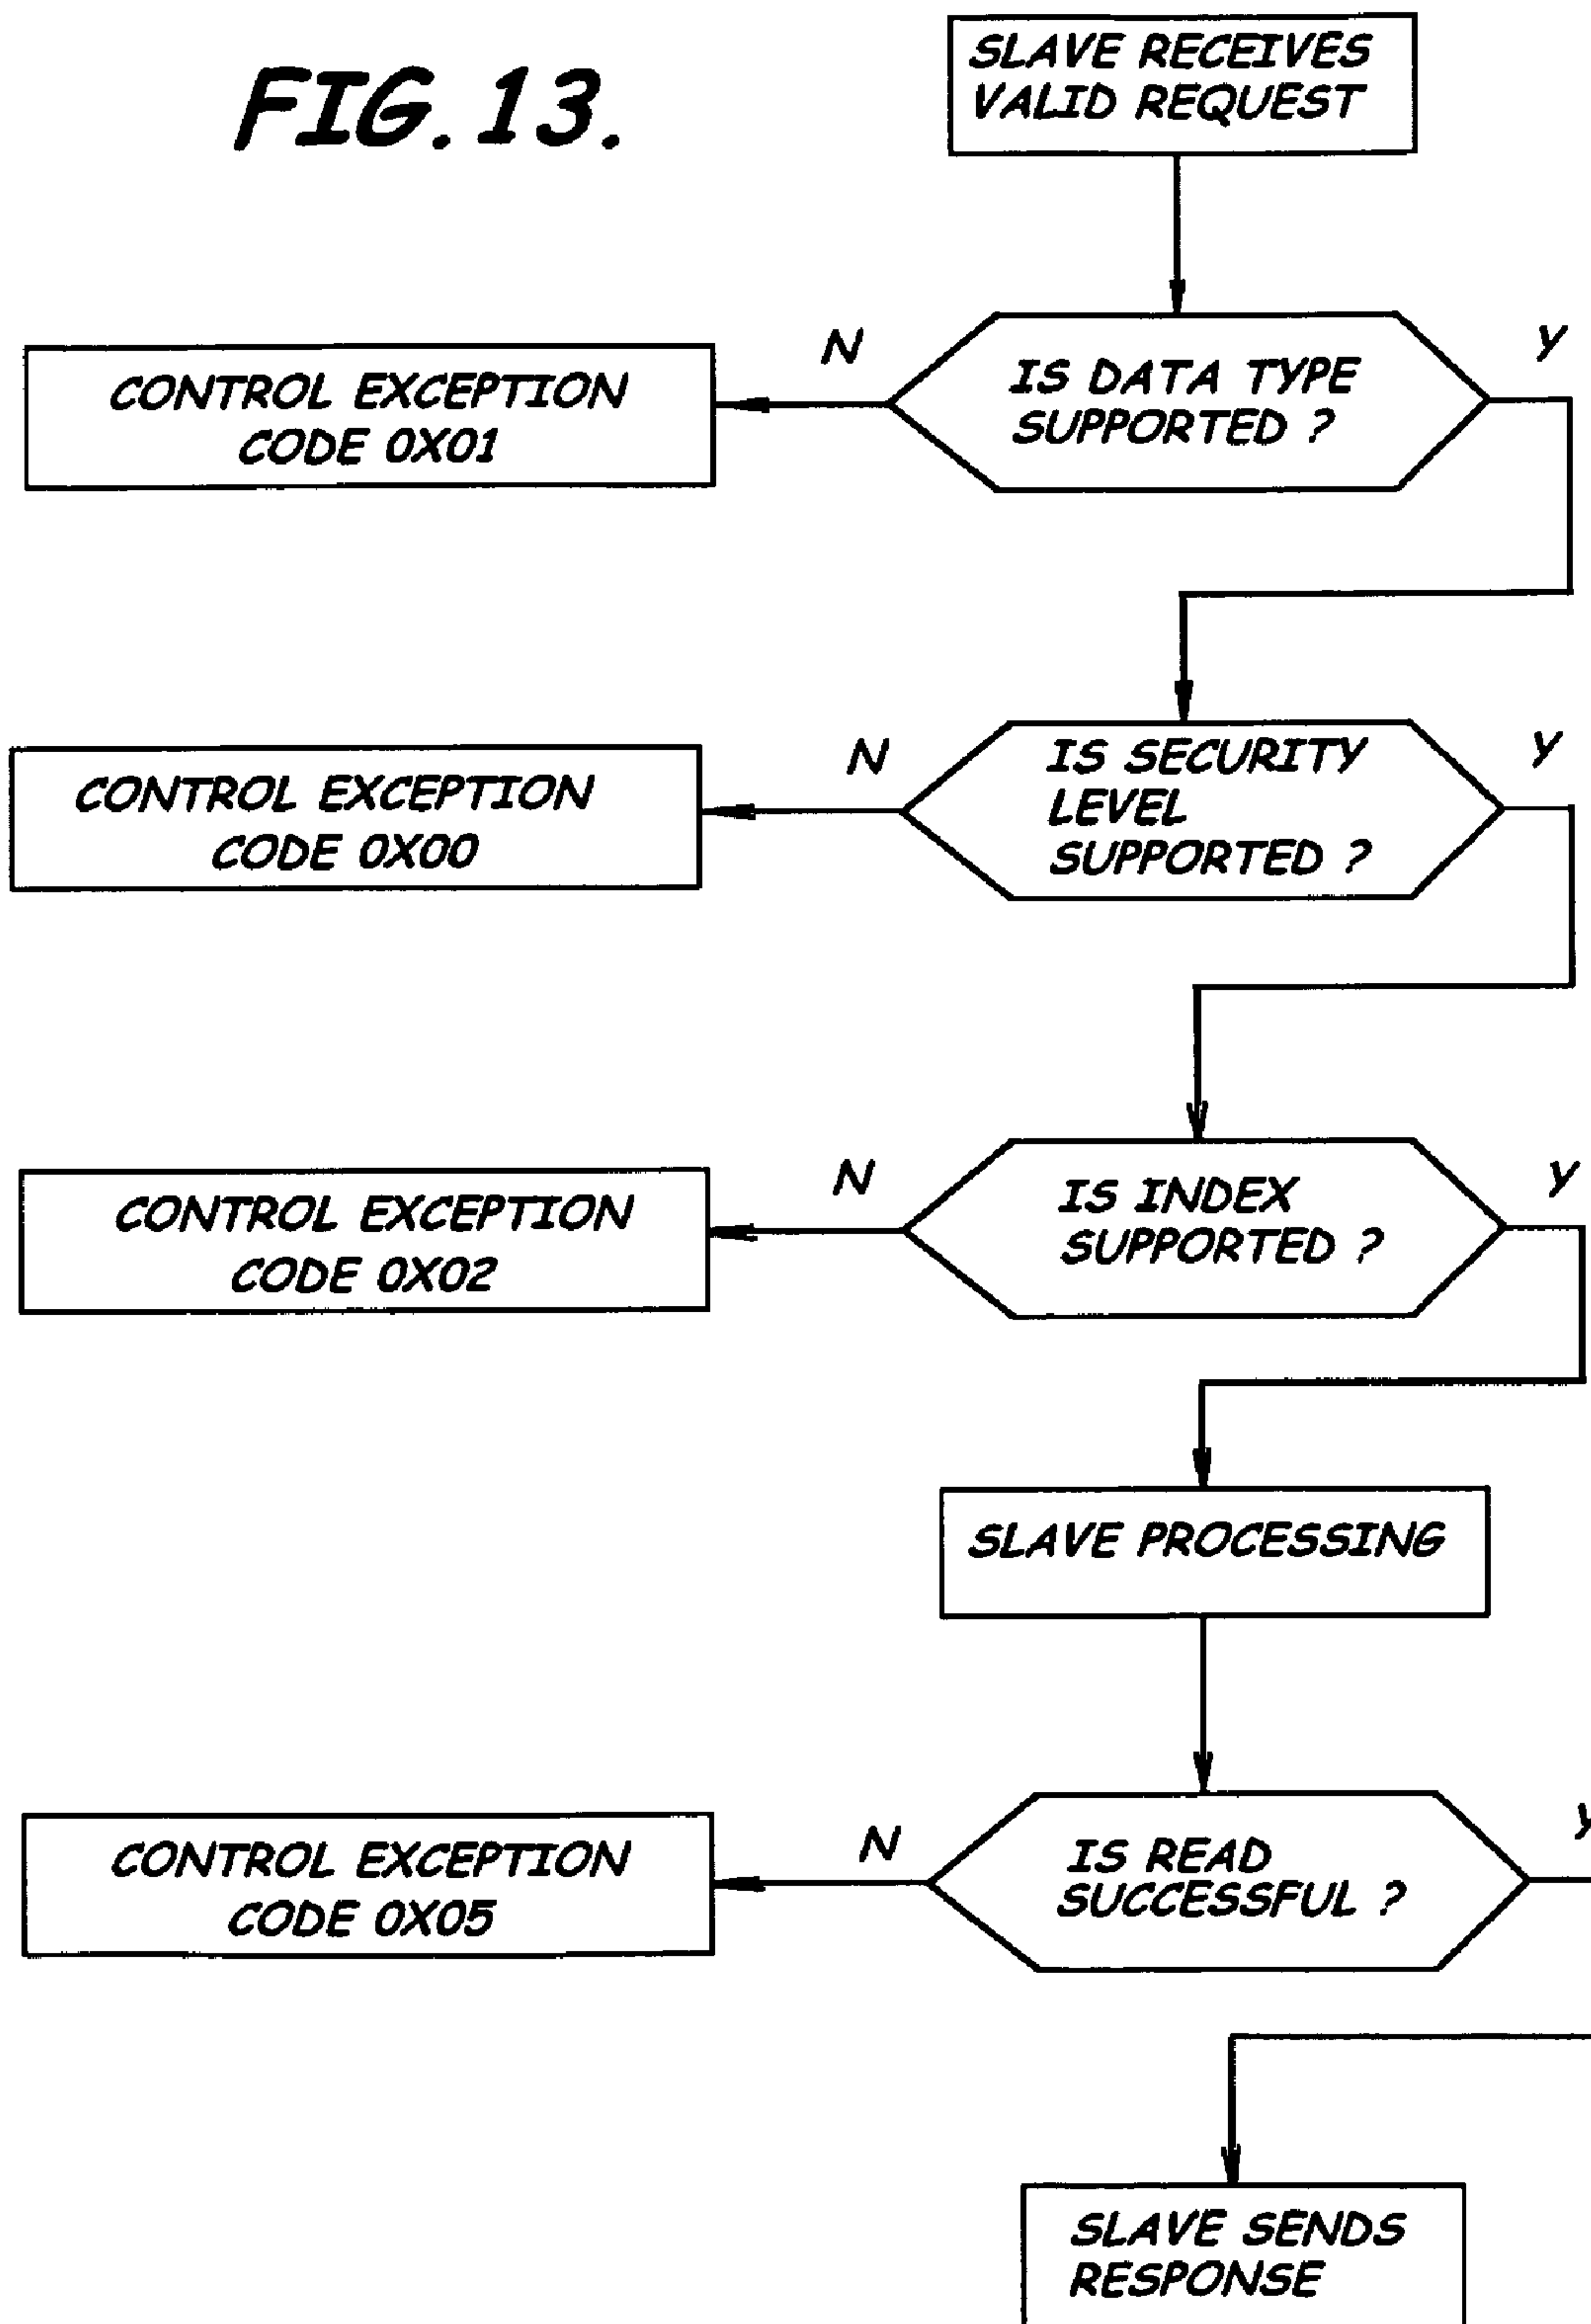 FIG. 13.
SLAVE RECEIVES
VALID REQUEST
N
IS DATA TYPE
SUPPORTED ?
Y
CONTROL EXCEPTION
CODE 0X01
N
IS SECURITY
LEVEL
SUPPORTED ?
Y
CONTROL EXCEPTION
CODE 0X00
N
IS INDEX
SUPPORTED ?
Y
CONTROL EXCEPTION
CODE 0X02
SLAVE PROCESSING
N
IS READ
SUCCESSFUL ?
Y
CONTROL EXCEPTION
CODE 0X05
SLAVE SENDS
RESPONSE